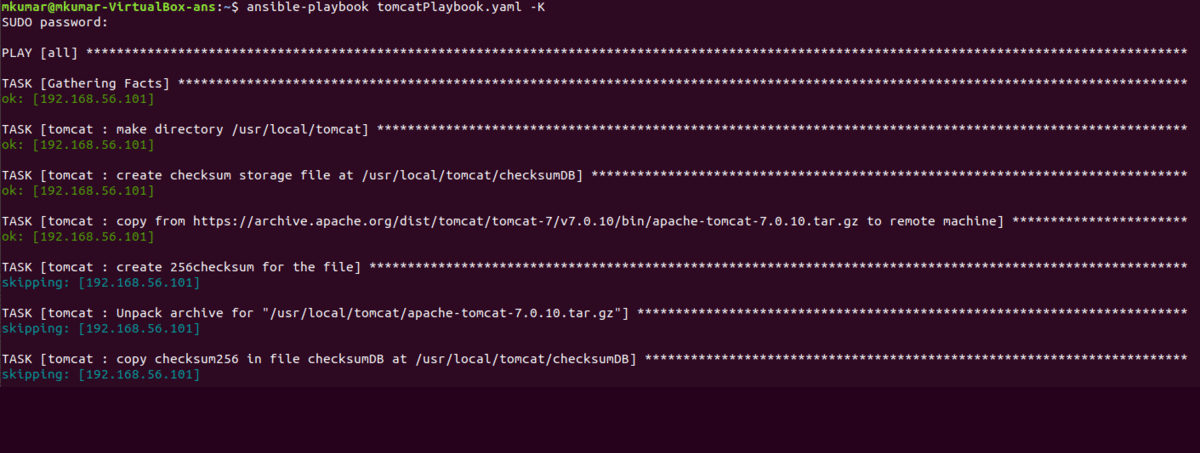 mkumar@mkumar-VirtualBox-ans:~$ ansible-playbook tomcatPlaybook.yaml -K
SUDO password:
PLAY [all] ************************************************************************************************************************************************
TASK [Gathering Facts] ************************************************************************************************************************************
ok: [192.168.56.101]
TASK [tomcat : make directory /usr/local/tomcat] **********************************************************************************************************
ok: [192.168.56.101]
TASK [tomcat : create checksum storage file at /usr/local/tomcat/checksumDB] ******************************************************************************
ok: [192.168.56.101]
TASK [tomcat : copy from https://archive.apache.org/dist/tomcat/tomcat-7/v7.0.10/bin/apache-tomcat-7.0.10.tar.gz to remote machine] ***********************
ok: [192.168.56.101]
TASK [tomcat : create 256checksum for the file] ***********************************************************************************************************
skipping: [192.168.56.101]
TASK [tomcat : Unpack archive for "/usr/local/tomcat/apache-tomcat-7.0.10.tar.gz"] ************************************************************************
skipping: [192.168.56.101]
TASK [tomcat : copy checksum256 in file checksumDB at /usr/local/tomcat/checksumDB] ***********************************************************************
skipping: [192.168.56.101]